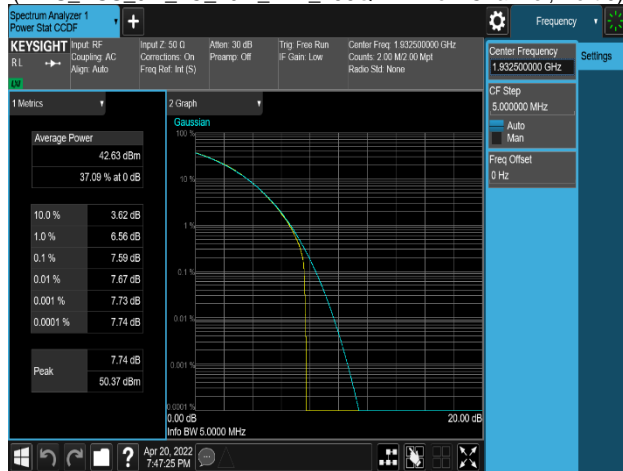 Spectrum Analyzer 1
Power Stat CCDF
Frequency
KEYSIGHT
RL
Input: RF
Coupling: AC
Align: Auto
Input Z: 50 Ω
Corrections: On
Freq Ref: Int (S)
Atten: 30 dB
Preamp: Off
Trig: Free Run
IF Gain: Low
Center Freq: 1.932500000 GHz
Counts: 2.00 M/2.00 Mpt
Radio Std: None
Center Frequency
1.932500000 GHz
Settings
CF Step
5.000000 MHz
Auto
Man
Freq Offset
0 Hz
1 Metrics
Average Power
42.63 dBm
37.09 % at 0 dB
10.0 % 3.62 dB
1.0 % 6.56 dB
0.1 % 7.59 dB
0.01 % 7.67 dB
0.001 % 7.73 dB
0.0001 % 7.74 dB
Peak
7.74 dB
50.37 dBm
2 Graph
Gaussian
100 %
10 %
1 %
0.1 %
0.01 %
0.001 %
0.0001 %
0.00 dB
20.00 dB
Info BW 5.0000 MHz
?
Apr 20, 2022
7:47:25 PM